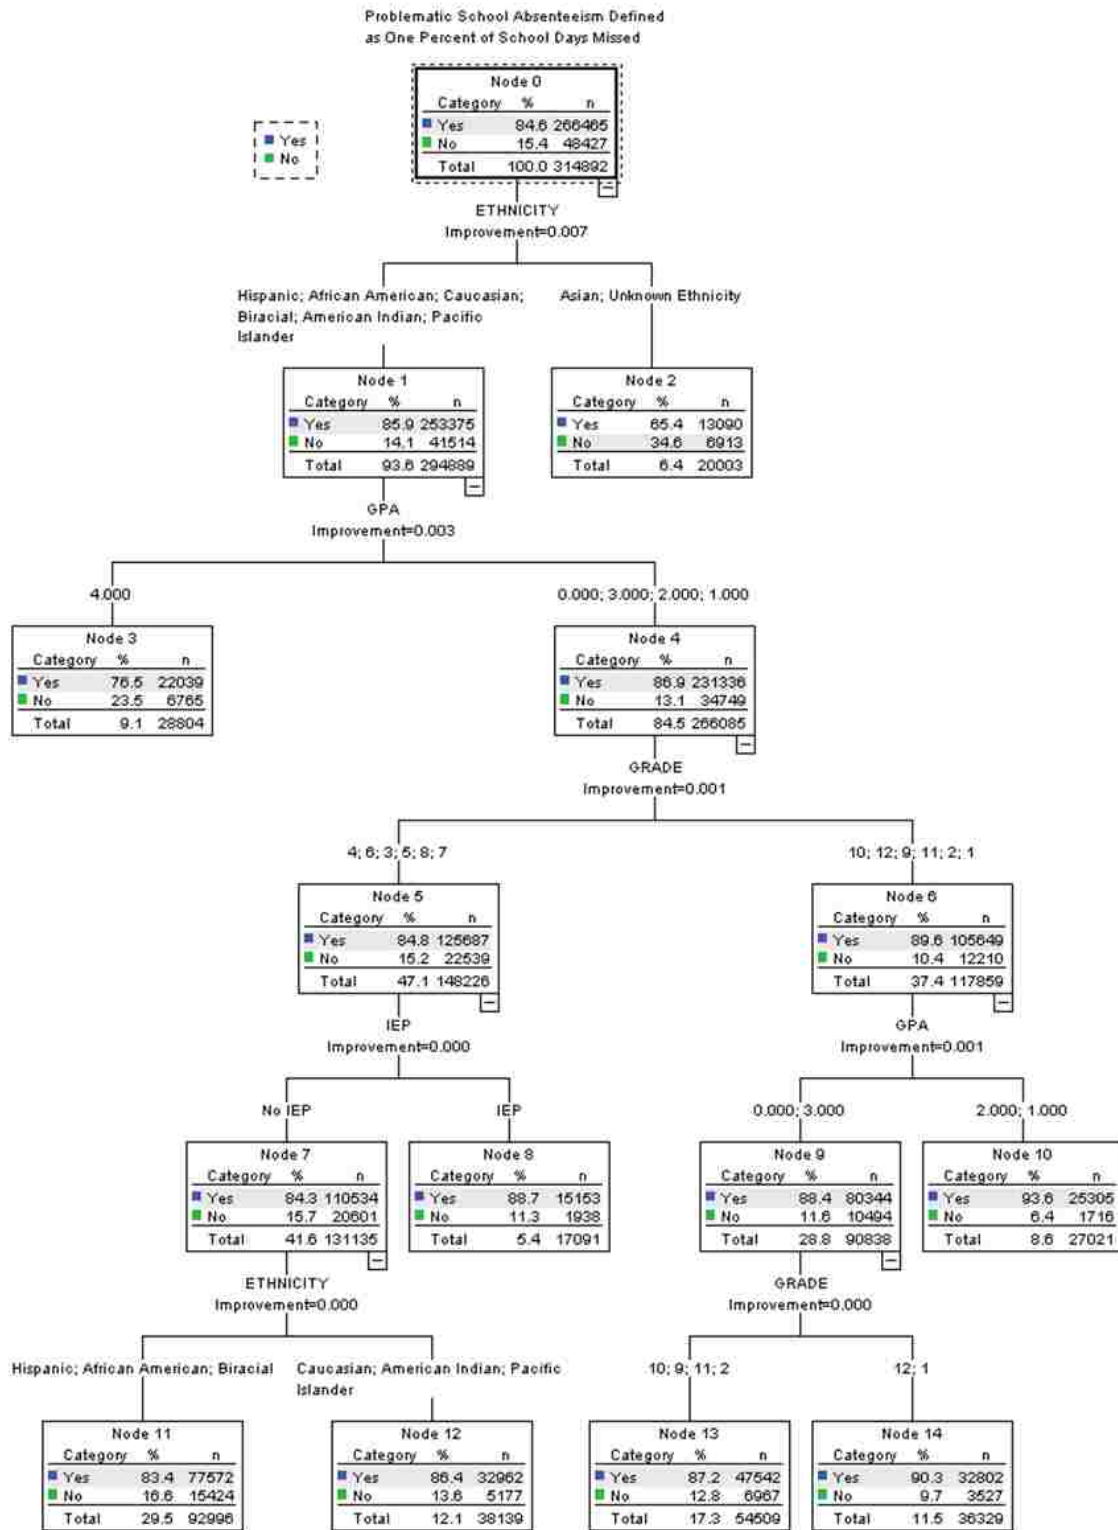 Problematic School Absenteeism Defined
as One Percent of School Days Missed
Yes
No
Node 0
Category % n
Yes 84.6 266465
No 15.4 48427
Total 100.0 314892
ETHNICITY
Improvement=0.007
Hispanic; African American; Caucasian;
Biracial; American Indian; Pacific
Islander
Asian; Unknown Ethnicity
Node 1
Category % n
Yes 85.9 253375
No 14.1 41514
Total 93.6 294889
Node 2
Category % n
Yes 65.4 13090
No 34.6 6913
Total 6.4 20003
GPA
Improvement=0.003
4.000
0.000; 3.000; 2.000; 1.000
Node 3
Category % n
Yes 76.5 22039
No 23.5 6765
Total 9.1 28804
Node 4
Category % n
Yes 86.9 231336
No 13.1 34749
Total 84.5 266085
GRADE
Improvement=0.001
4; 6; 3; 5; 8; 7
10; 12; 9; 11; 2; 1
Node 5
Category % n
Yes 84.8 125687
No 15.2 22539
Total 47.1 148226
Node 6
Category % n
Yes 89.6 105649
No 10.4 12210
Total 37.4 117859
IEP
Improvement=0.000
GPA
Improvement=0.001
No IEP
IEP
0.000; 3.000
2.000; 1.000
Node 7
Category % n
Yes 84.3 110534
No 15.7 20601
Total 41.6 131135
Node 8
Category % n
Yes 88.7 15153
No 11.3 1938
Total 5.4 17091
Node 9
Category % n
Yes 88.4 80344
No 11.6 10494
Total 28.8 90838
Node 10
Category % n
Yes 93.6 25305
No 6.4 1716
Total 8.6 27021
ETHNICITY
Improvement=0.000
GRADE
Improvement=0.000
Hispanic; African American; Biracial
Caucasian; American Indian; Pacific
Islander
10; 9; 11; 2
12; 1
Node 11
Category % n
Yes 83.4 77572
No 16.6 15424
Total 29.5 92996
Node 12
Category % n
Yes 86.4 32962
No 13.6 5177
Total 12.1 38139
Node 13
Category % n
Yes 87.2 47542
No 12.8 6967
Total 17.3 54509
Node 14
Category % n
Yes 90.3 32802
No 9.7 3527
Total 11.5 36329